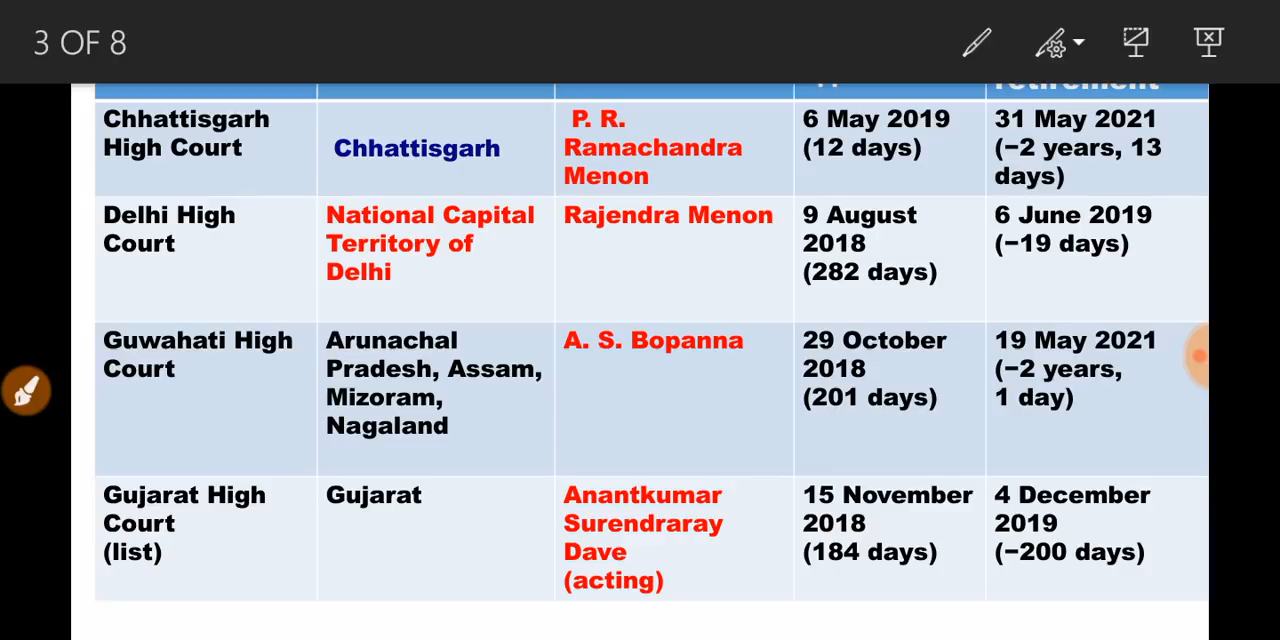 3 OF 8
retirement
Chhattisgarh
High Court
Chhattisgarh
P. R.
Ramachandra
Menon
6 May 2019
(12 days)
31 May 2021
(−2 years, 13
days)
Delhi High
Court
National Capital
Territory of
Delhi
Rajendra Menon
9 August
2018
(282 days)
6 June 2019
(−19 days)
Guwahati High
Court
Arunachal
Pradesh, Assam,
Mizoram,
Nagaland
A. S. Bopanna
29 October
2018
(201 days)
19 May 2021
(−2 years,
1 day)
Gujarat High
Court
(list)
Gujarat
Anantkumar
Surendraray
Dave
(acting)
15 November
2018
(184 days)
4 December
2019
(−200 days)